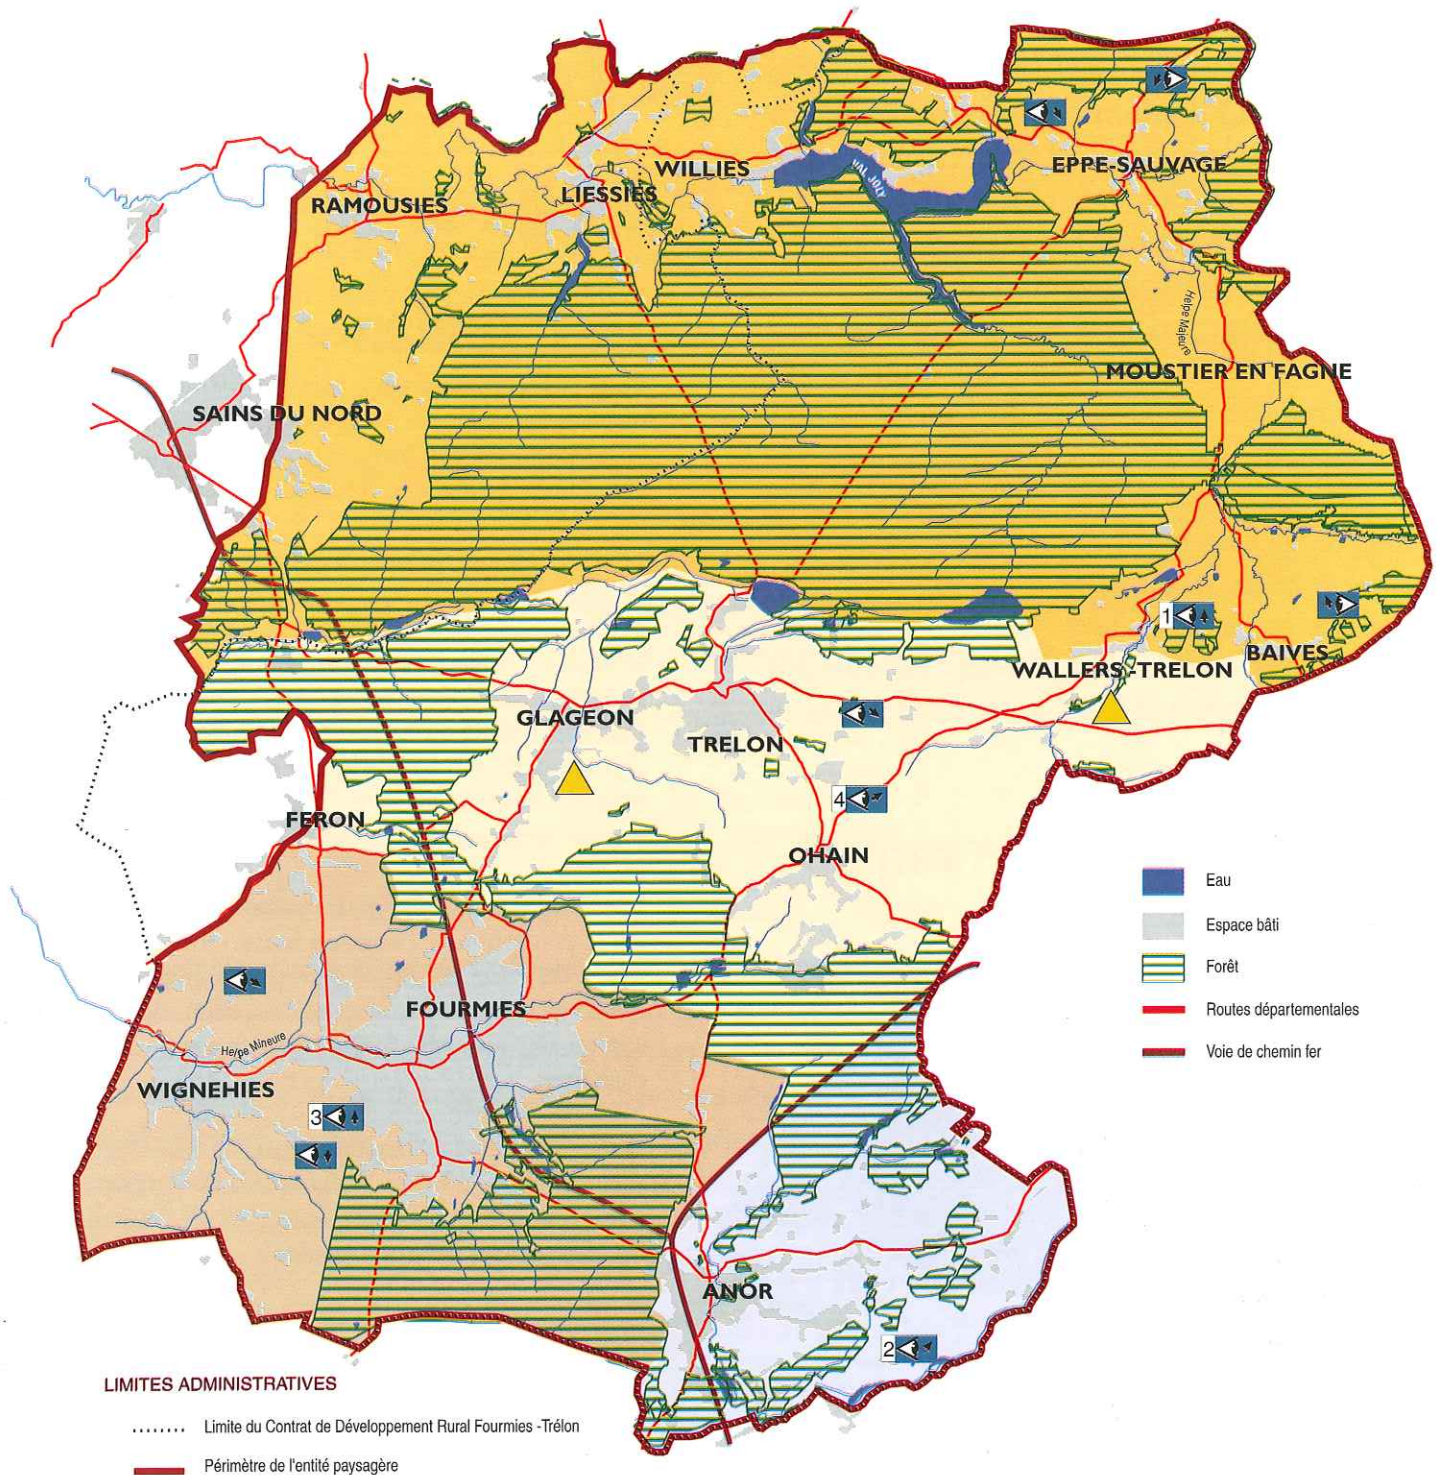 WILLIES
VAL JOLY
EPPE-SAUVAGE
RAMOUSIES
LIESSIES
Helpe Majeure
MOUSTIER EN FAGNE
SAINS DU NORD
1
BAIVES
WALLERS-TRELON
GLAGEON
TRELON
4
FERON
OHAIN
Eau
Espace bâti
Forêt
Routes départementales
Voie de chemin fer
FOURMIES
Helpe Mineure
WIGNEHIES
3
ANOR
2
LIMITES ADMINISTRATIVES
Limite du Contrat de Développement Rural Fourmies -Trélon
Périmètre de l'entité paysagère